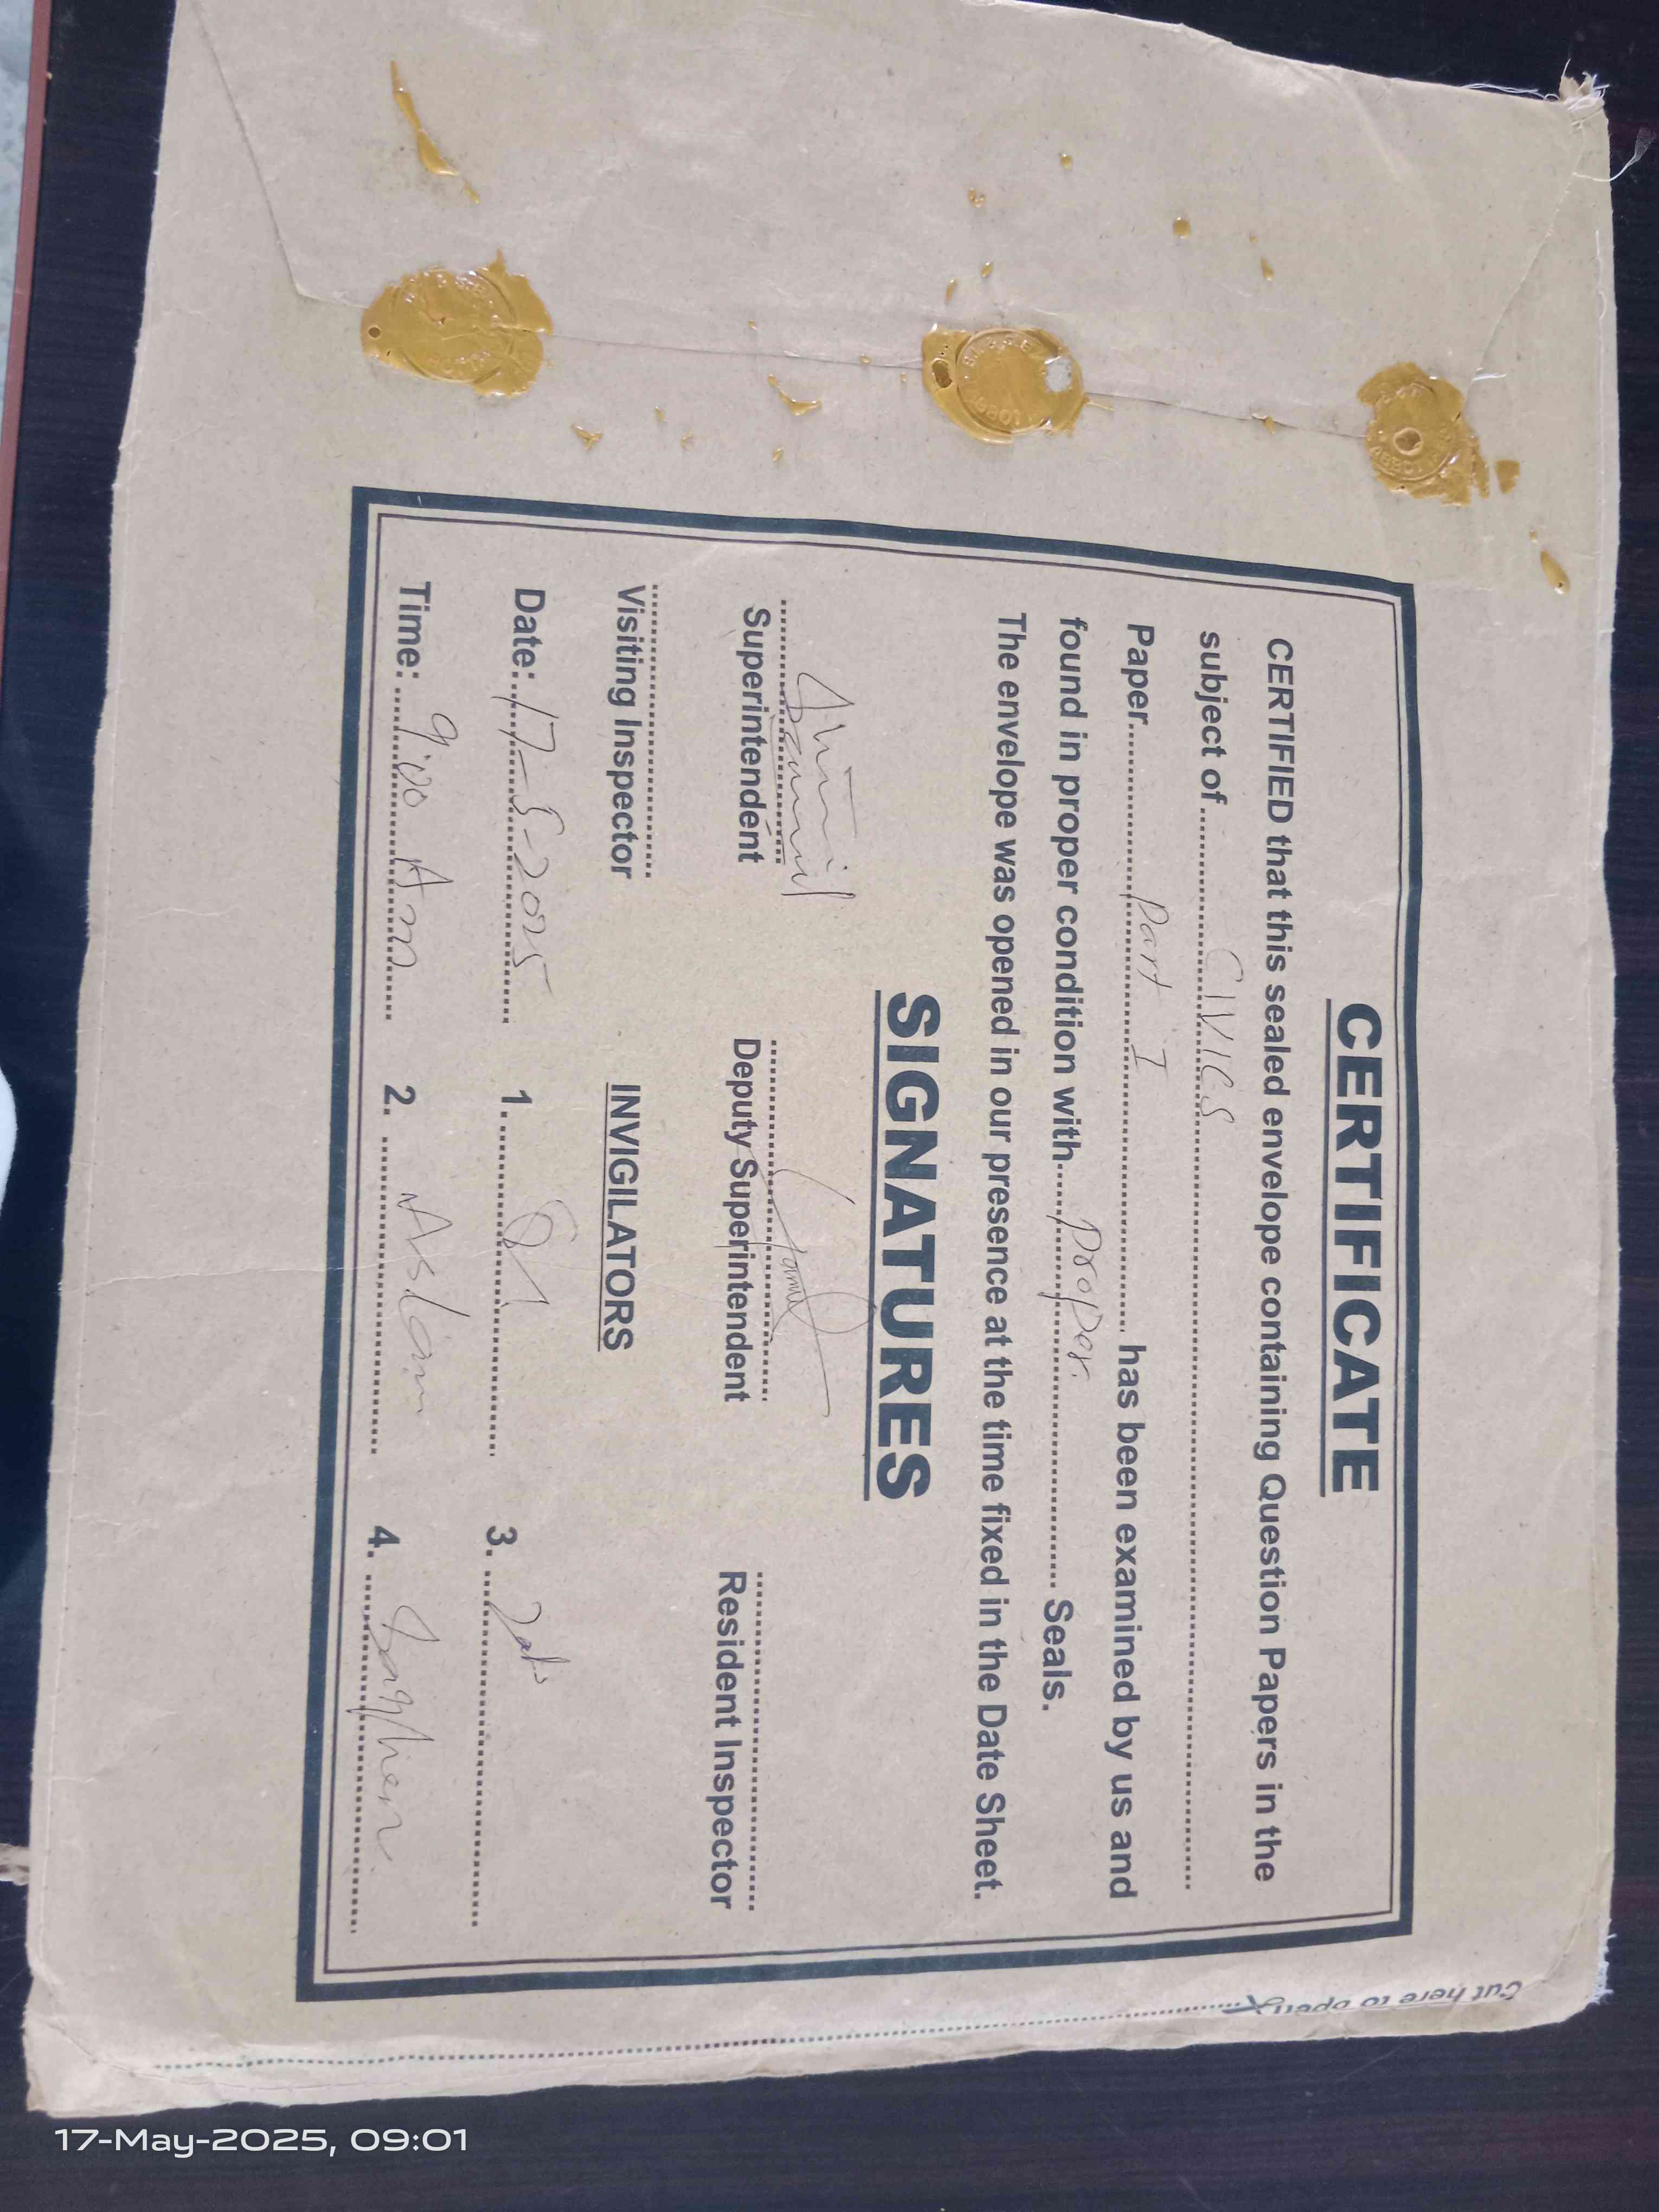 CERTIFICATE
CERTIFIED that this sealed envelope containing Question Papers in the
subject of CIVICS
Paper Part I has been examined by us and
found in proper condition with proper. Seals.
The envelope was opened in our presence at the time fixed in the Date Sheet.
SIGNATURES
Superintendent Deputy Superintendent Resident Inspector
Visiting Inspector INVIGILATORS
Date: 17-5-2025 1. 3.
Time: 9:00 Am 2. Aslam 4.
Cut here to open
17-May-2025, 09:01